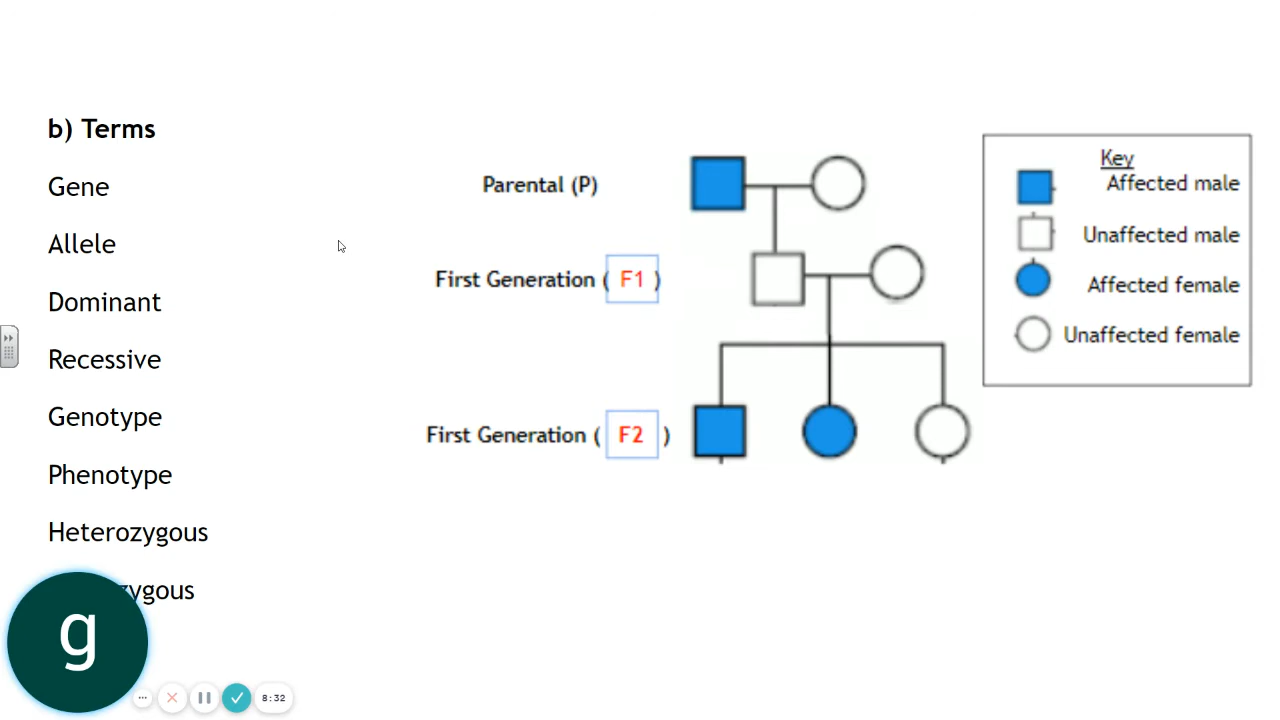 b) Terms
Gene
Allele
Dominant
Recessive
Genotype
Phenotype
Heterozygous
zygous
Parental (P)
First Generation ( F1 )
First Generation ( F2 )
Key
Affected male
Unaffected male
Affected female
Unaffected female
g
8:32